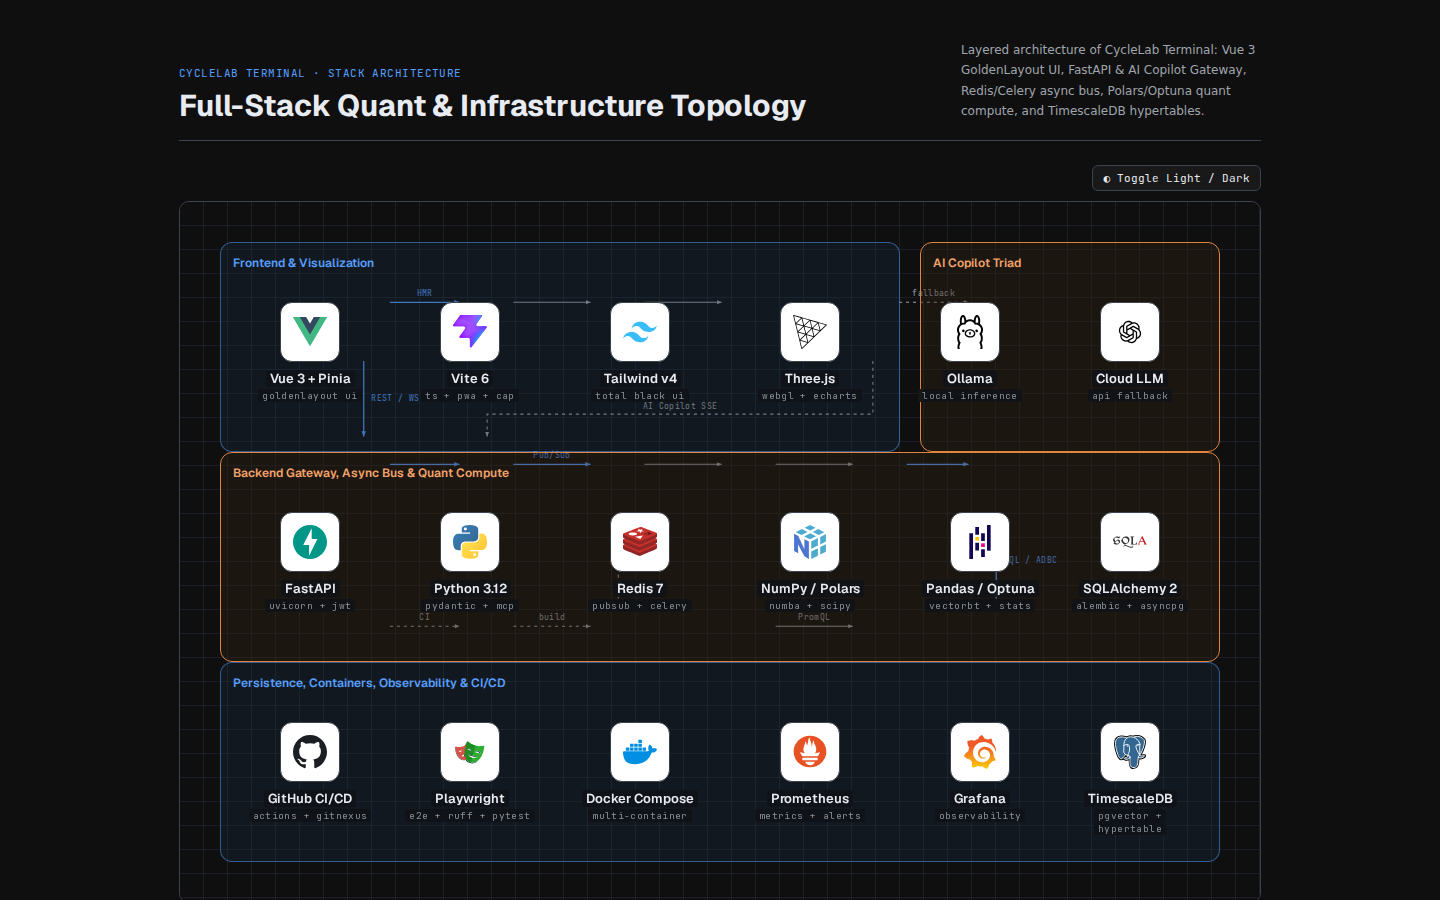 CYCLELAB TERMINAL · STACK ARCHITECTURE
Full-Stack Quant & Infrastructure Topology
Layered architecture of CycleLab Terminal: Vue 3
GoldenLayout UI, FastAPI & AI Copilot Gateway,
Redis/Celery async bus, Polars/Optuna quant
compute, and TimescaleDB hypertables.
◐ Toggle Light / Dark
Frontend & Visualization
AI Copilot Triad
HMR
fallback
Vue 3 + Pinia
Vite 6
Tailwind v4
Three.js
Ollama
Cloud LLM
goldenlayout ui
REST / WS
ts + pwa + cap
total black ui
webgl + echarts
local inference
api fallback
AI Copilot SSE
Pub/Sub
Backend Gateway, Async Bus & Quant Compute
SQLA
QL / ADBC
FastAPI
Python 3.12
Redis 7
NumPy / Polars
Pandas / Optuna
SQLAlchemy 2
uvicorn + jwt
pydantic + mcp
pubsub + celery
numba + scipy
vectorbt + stats
alembic + asyncpg
CI
build
PromQL
Persistence, Containers, Observability & CI/CD
GitHub CI/CD
Playwright
Docker Compose
Prometheus
Grafana
TimescaleDB
actions + gitnexus
e2e + ruff + pytest
multi-container
metrics + alerts
observability
pgvector +
hypertable